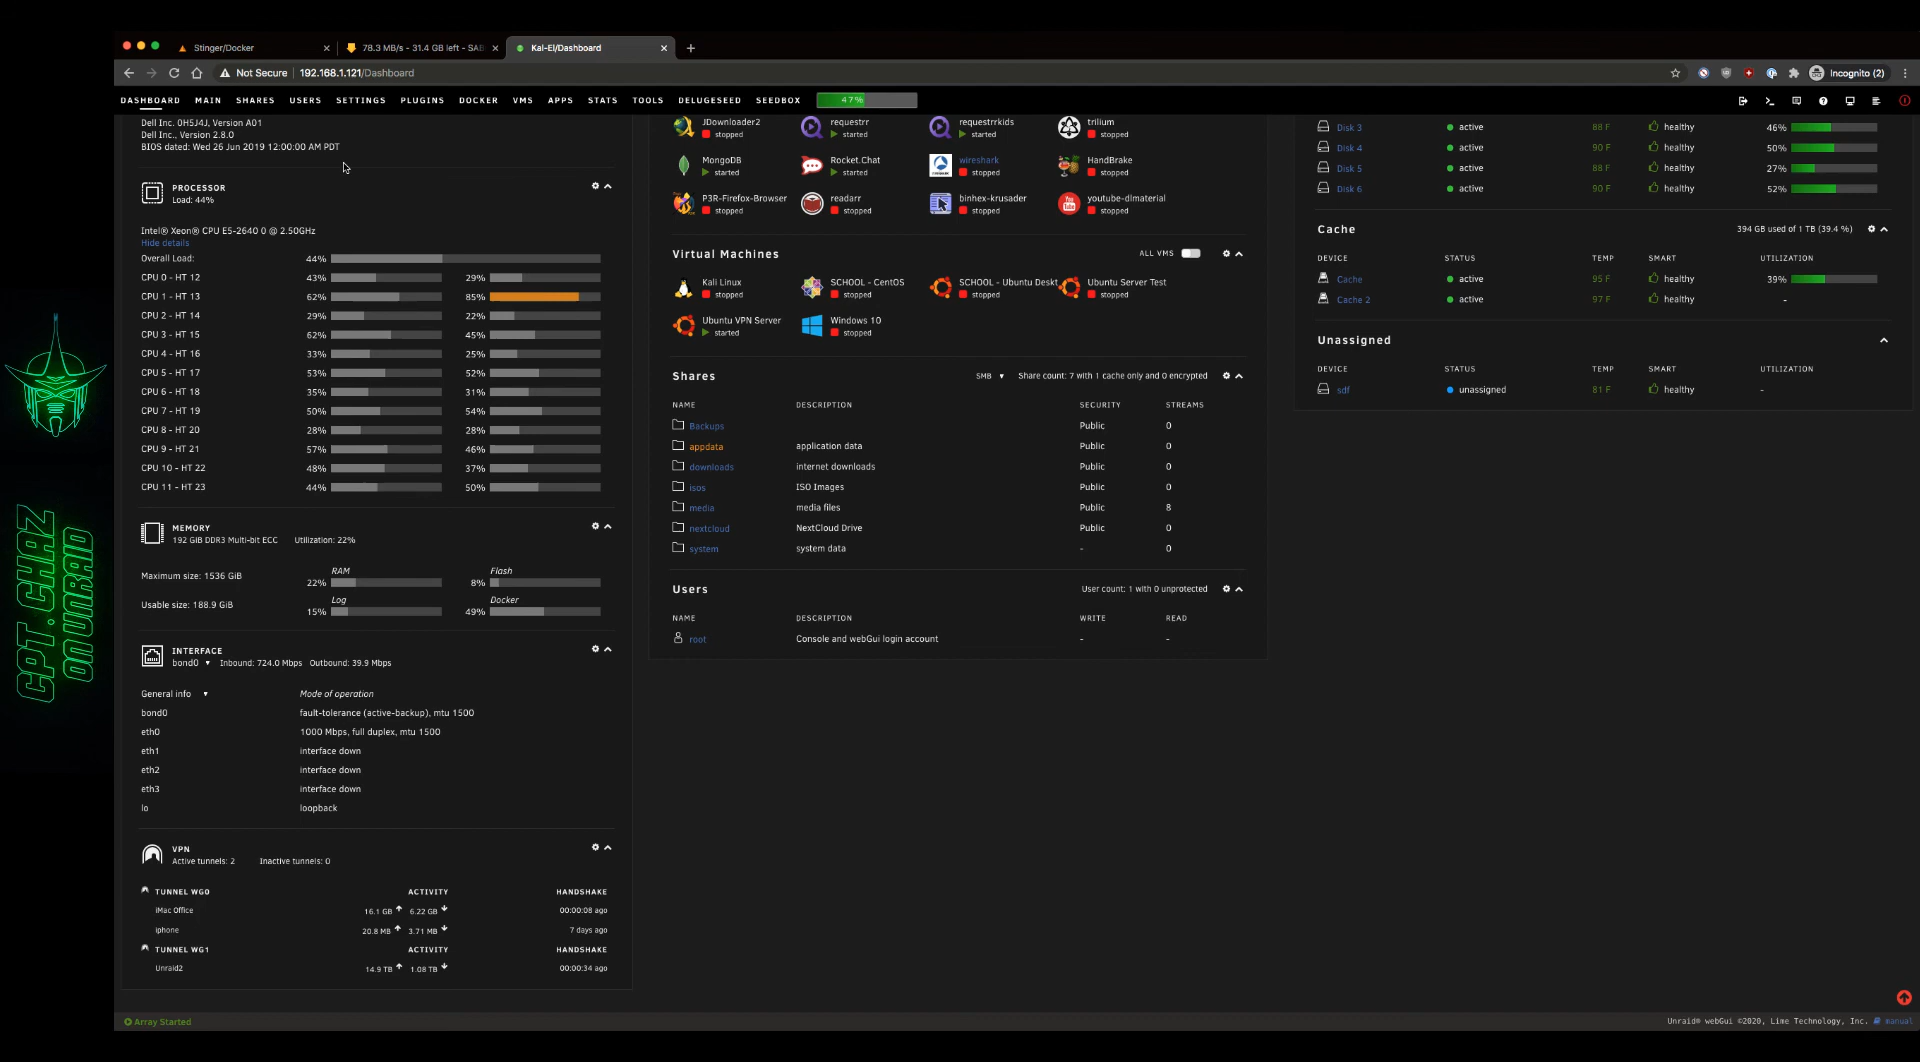 Stinger/Docker
78.3 MB/s - 31.4 GB left - SAB
Kal-El/Dashboard
Not Secure
192.168.1.121/Dashboard
Incognito (2)
DASHBOARD MAIN SHARES USERS SETTINGS PLUGINS DOCKER VMS APPS STATS TOOLS DELUGESEED SEEDBOX 47%
CPT.CHAZ
ON UNRAID
Dell Inc. 0H5J4J, Version A01
Dell Inc., Version 2.8.0
BIOS dated: Wed 26 Jun 2019 12:00:00 AM PDT
PROCESSOR
Load: 44%
Intel® Xeon® CPU E5-2640 0 @ 2.50GHz
Hide details
Overall Load: 44%
CPU 0 - HT 12 43% 29%
CPU 1 - HT 13 62% 85%
CPU 2 - HT 14 29% 22%
CPU 3 - HT 15 62% 45%
CPU 4 - HT 16 33% 25%
CPU 5 - HT 17 53% 52%
CPU 6 - HT 18 35% 31%
CPU 7 - HT 19 50% 54%
CPU 8 - HT 20 28% 28%
CPU 9 - HT 21 57% 46%
CPU 10 - HT 22 48% 37%
CPU 11 - HT 23 44% 50%
MEMORY
192 GiB DDR3 Multi-bit ECC Utilization: 22%
RAM Flash
Maximum size: 1536 GiB 22% 8%
Log Docker
Usable size: 188.9 GiB 15% 49%
INTERFACE
bond0 Inbound: 724.0 Mbps Outbound: 39.9 Mbps
General info Mode of operation
bond0 fault-tolerance (active-backup), mtu 1500
eth0 1000 Mbps, full duplex, mtu 1500
eth1 interface down
eth2 interface down
eth3 interface down
lo loopback
VPN
Active tunnels: 2 Inactive tunnels: 0
TUNNEL WG0 ACTIVITY HANDSHAKE
iMac Office 16.1 GB 6.22 GB 00:00:08 ago
iphone 20.8 MB 3.71 MB 7 days ago
TUNNEL WG1 ACTIVITY HANDSHAKE
Unraid2 14.9 TB 1.08 TB 00:00:34 ago
JDownloader2 requestrr requestrrkids trilium
stopped started started stopped
MongoDB Rocket.Chat wireshark HandBrake
started started stopped stopped
P3R-Firefox-Browser readarr binhex-krusader youtube-dlmaterial
stopped stopped stopped stopped
Virtual Machines ALL VMS
Kali Linux SCHOOL - CentOS SCHOOL - Ubuntu Deskt Ubuntu Server Test
stopped stopped stopped stopped
Ubuntu VPN Server Windows 10
started stopped
Shares SMB Share count: 7 with 1 cache only and 0 encrypted
NAME DESCRIPTION SECURITY STREAMS
Backups Public 0
appdata application data Public 0
downloads internet downloads Public 0
isos ISO Images Public 0
media media files Public 8
nextcloud NextCloud Drive Public 0
system system data - 0
Users User count: 1 with 0 unprotected
NAME DESCRIPTION WRITE READ
root Console and webGui login account - -
Disk 3 active 88 F healthy 46%
Disk 4 active 90 F healthy 50%
Disk 5 active 88 F healthy 27%
Disk 6 active 90 F healthy 52%
Cache 394 GB used of 1 TB (39.4 %)
DEVICE STATUS TEMP SMART UTILIZATION
Cache active 95 F healthy 39%
Cache 2 active 97 F healthy -
Unassigned
DEVICE STATUS TEMP SMART UTILIZATION
sdf unassigned 81 F healthy -
Array Started
Unraid® webGui ©2020, Lime Technology, Inc. manual